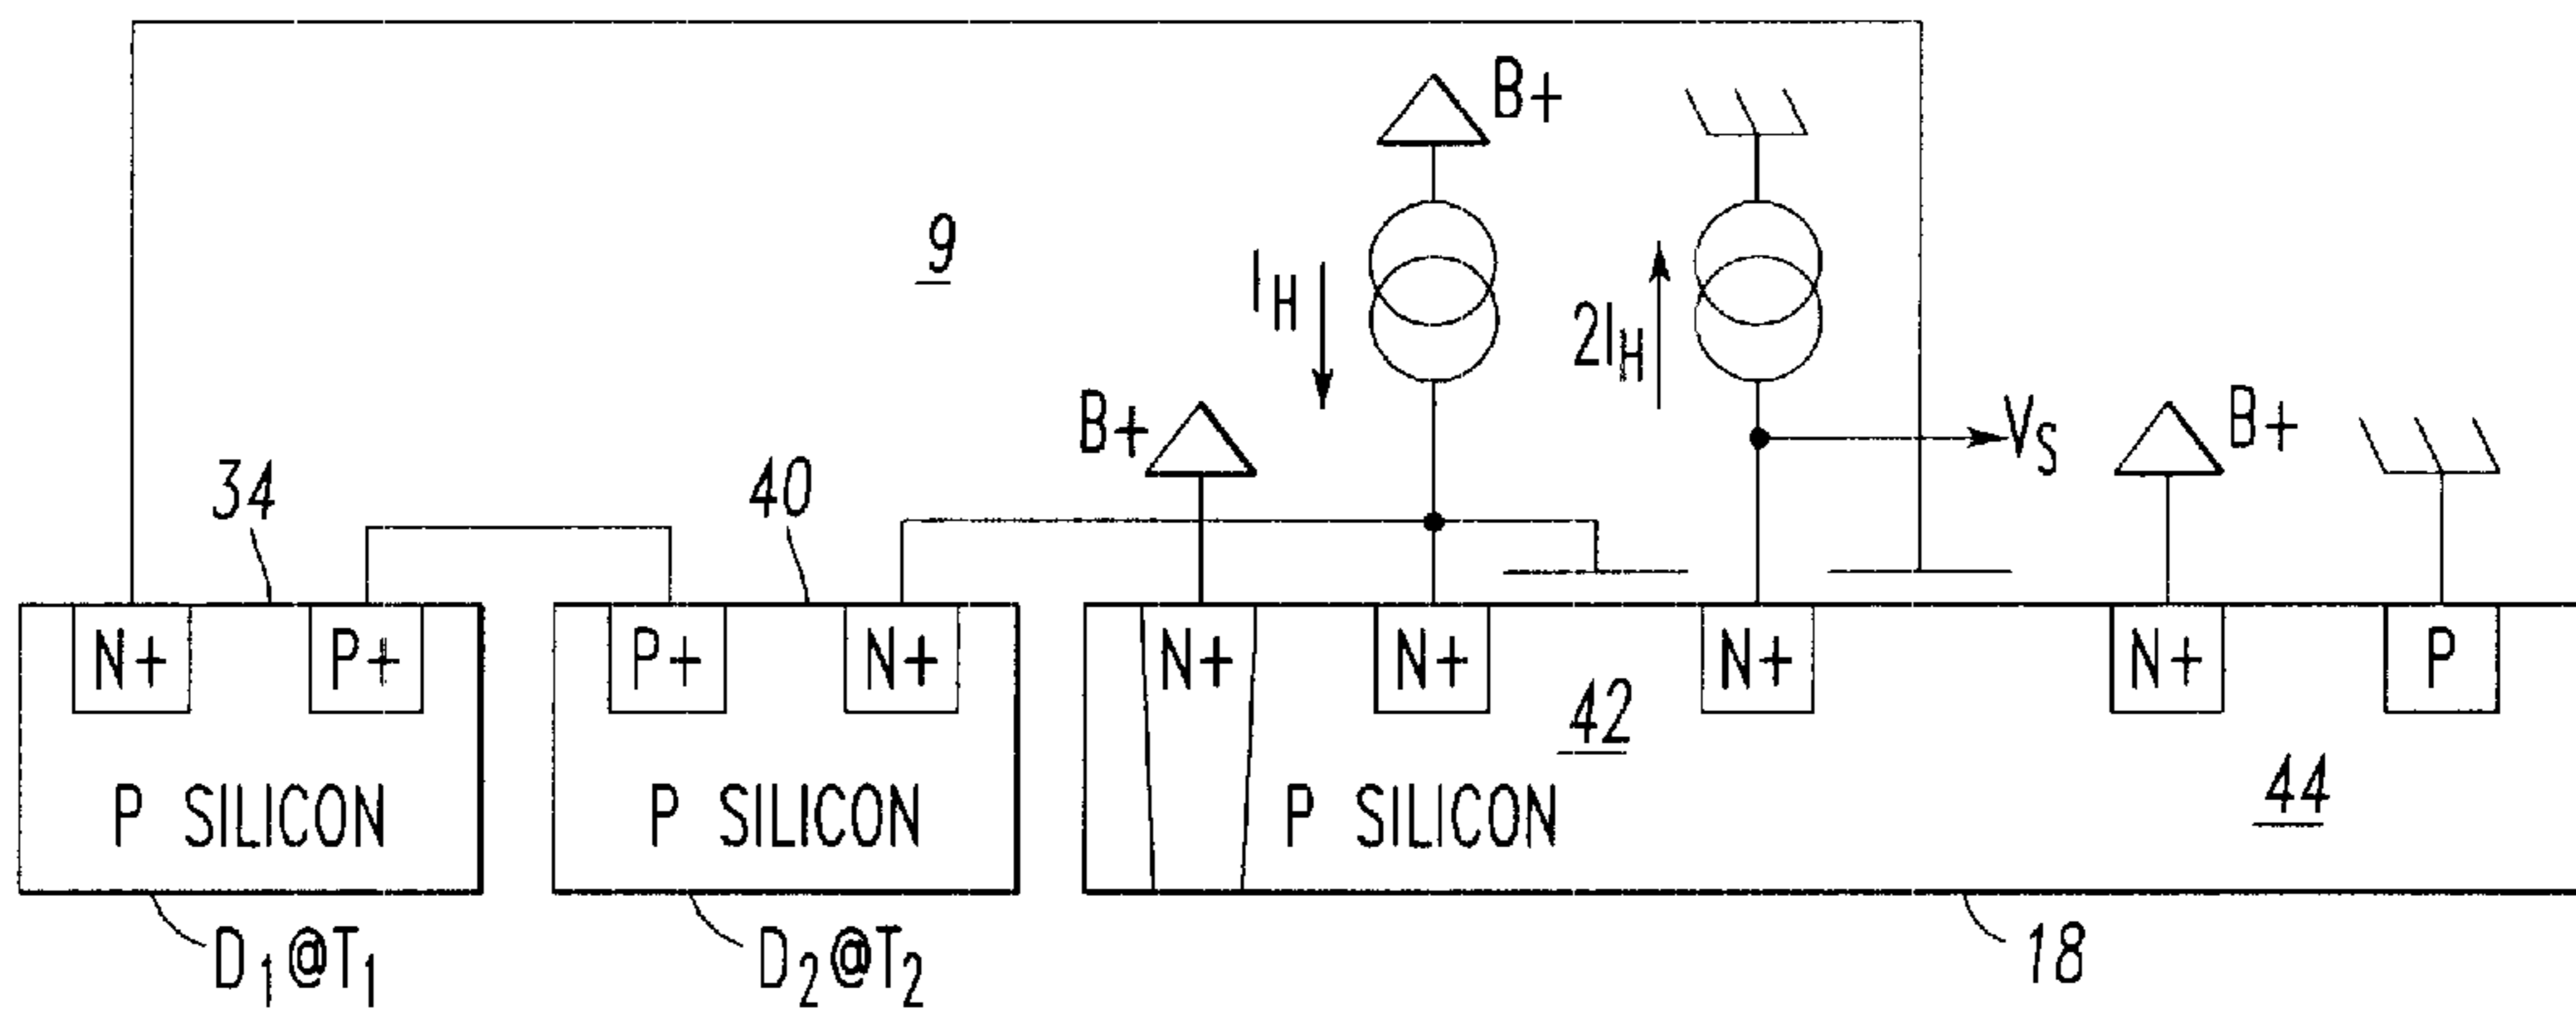 B+
9
I_H
2I_H
B+
V_S
B+
34
40
N+
P+
P+
N+
N+
N+
N+
N+
P
42
P SILICON
P SILICON
P SILICON
44
D_1@T_1
D_2@T_2
18